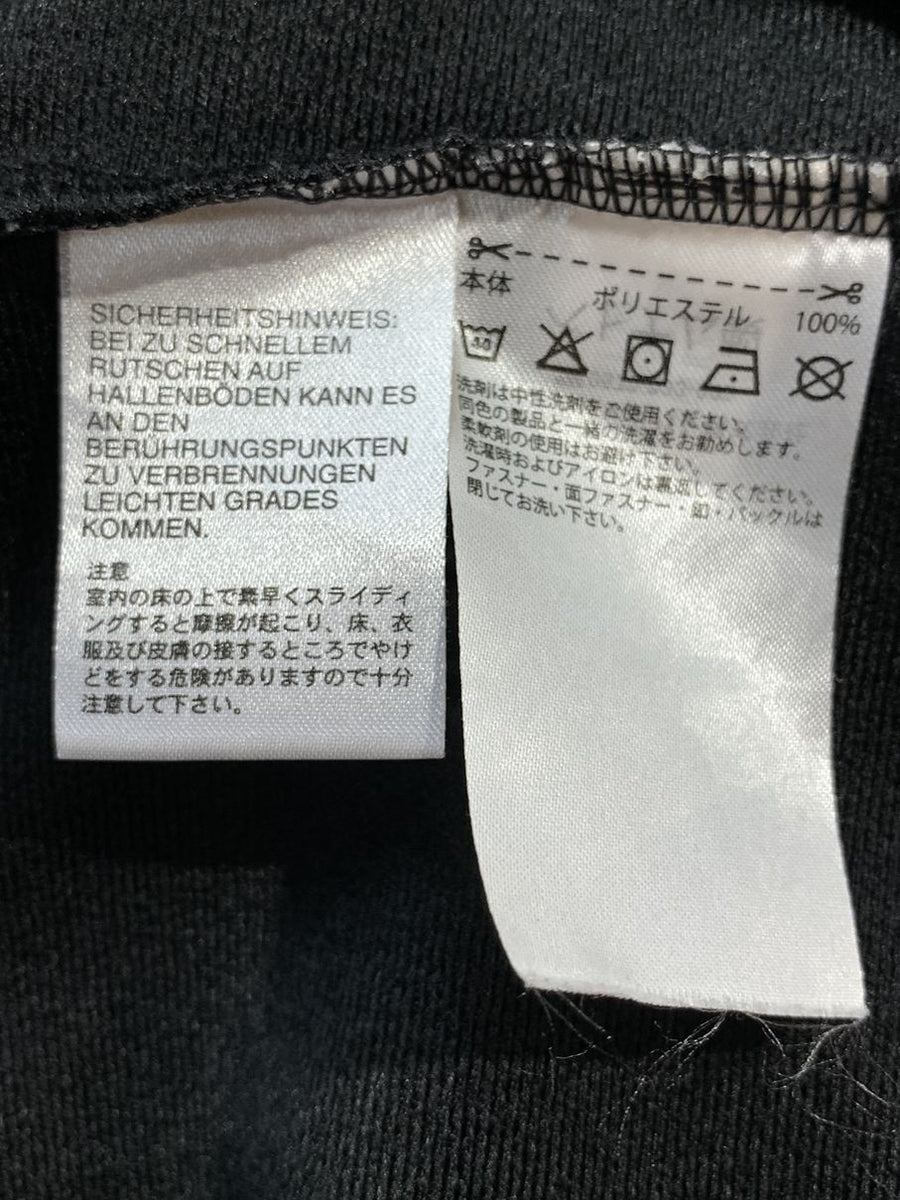 SICHERHEITSHINWEIS:
BEI ZU SCHNELLEM
RUTSCHEN AUF
HALLENBÖDEN KANN ES
AN DEN
BERÜHRUNGSPUNKTEN
ZU VERBRENNUNGEN
LEICHTEN GRADES
KOMMEN.
注意
室内の床の上で素早くスライディ
ングすると摩擦が起こり、床、衣
服及び皮膚の接するところでやけ
どをする危険がありますので十分
注意して下さい。
本体
ポリエステル 100%
40
洗剤は中性洗剤をご使用ください。
同色の製品と一緒の洗濯をお勧めします。
柔軟剤の使用はお避け下さい。
洗濯時およびアイロンは裏返してください。
ファスナー・面ファスナー・釦・バックルは
閉じてお洗い下さい。